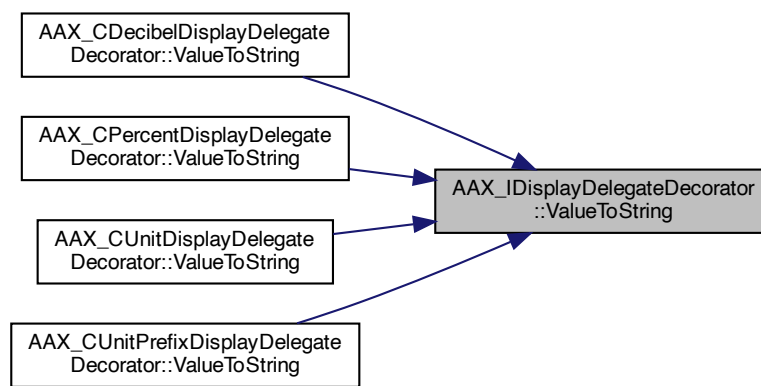 AAX_CDecibelDisplayDelegate
Decorator::ValueToString
AAX_CPercentDisplayDelegate
Decorator::ValueToString
AAX_IDisplayDelegateDecorator
::ValueToString
AAX_CUnitDisplayDelegate
Decorator::ValueToString
AAX_CUnitPrefixDisplayDelegate
Decorator::ValueToString